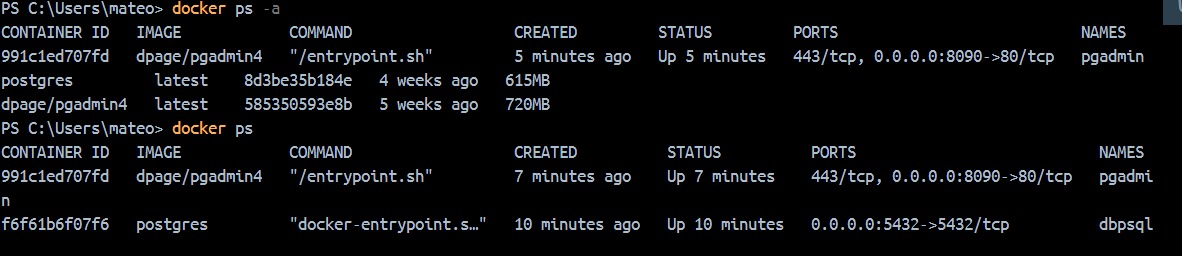 PS C:\Users\mateo> docker ps -a
CONTAINER ID   IMAGE            COMMAND                  CREATED         STATUS         PORTS                           NAMES
991c1ed707fd   dpage/pgadmin4   "/entrypoint.sh"         5 minutes ago   Up 5 minutes   443/tcp, 0.0.0.0:8090->80/tcp   pgadmin
postgres         latest    8d3be35b184e   4 weeks ago   615MB
dpage/pgadmin4   latest    585350593e8b   5 weeks ago   720MB
PS C:\Users\mateo> docker ps
CONTAINER ID   IMAGE            COMMAND                  CREATED          STATUS          PORTS                           NAMES
991c1ed707fd   dpage/pgadmin4   "/entrypoint.sh"         7 minutes ago    Up 7 minutes    443/tcp, 0.0.0.0:8090->80/tcp   pgadmi
n
f6f61b6f07f6   postgres         "docker-entrypoint.s…"   10 minutes ago   Up 10 minutes   0.0.0.0:5432->5432/tcp          dbpsql